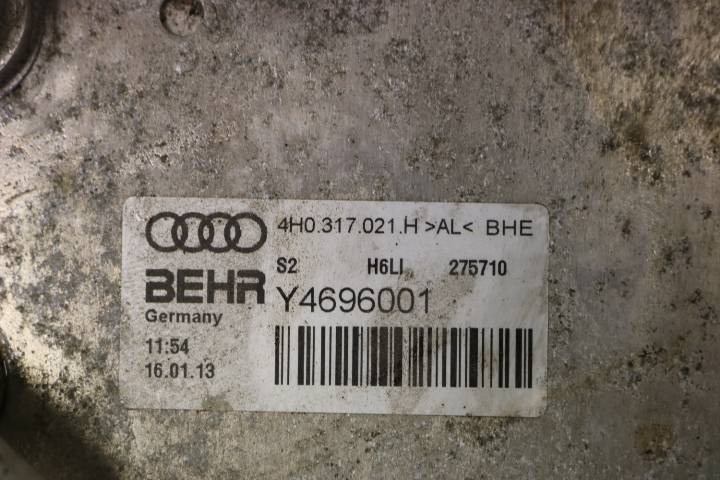 4H0.317.021.H >AL< BHE
S2 H6LI 275710
BEHR Y4696001
Germany
11:54
16.01.13